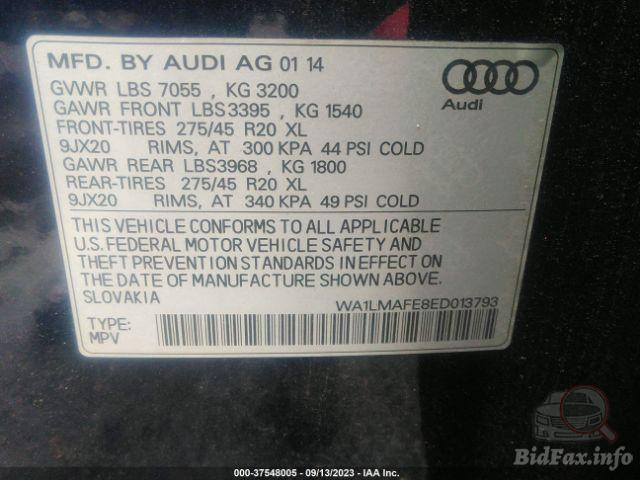 MFD. BY AUDI AG 01 14
GVWR LBS 7055 , KG 3200
GAWR FRONT LBS3395 , KG 1540
FRONT-TIRES 275/45 R20 XL
9JX20 RIMS, AT 300 KPA 44 PSI COLD
GAWR REAR LBS3968 , KG 1800
REAR-TIRES 275/45 R20 XL
9JX20 RIMS, AT 340 KPA 49 PSI COLD
Audi
THIS VEHICLE CONFORMS TO ALL APPLICABLE
U.S. FEDERAL MOTOR VEHICLE SAFETY AND
THEFT PREVENTION STANDARDS IN EFFECT ON
THE DATE OF MANUFACTURE SHOWN ABOVE.
SLOVAKIA
WA1LMAFE8ED013793
TYPE:
MPV
000-37548005 - 09/13/2023 - IAA Inc.
BidFax.info